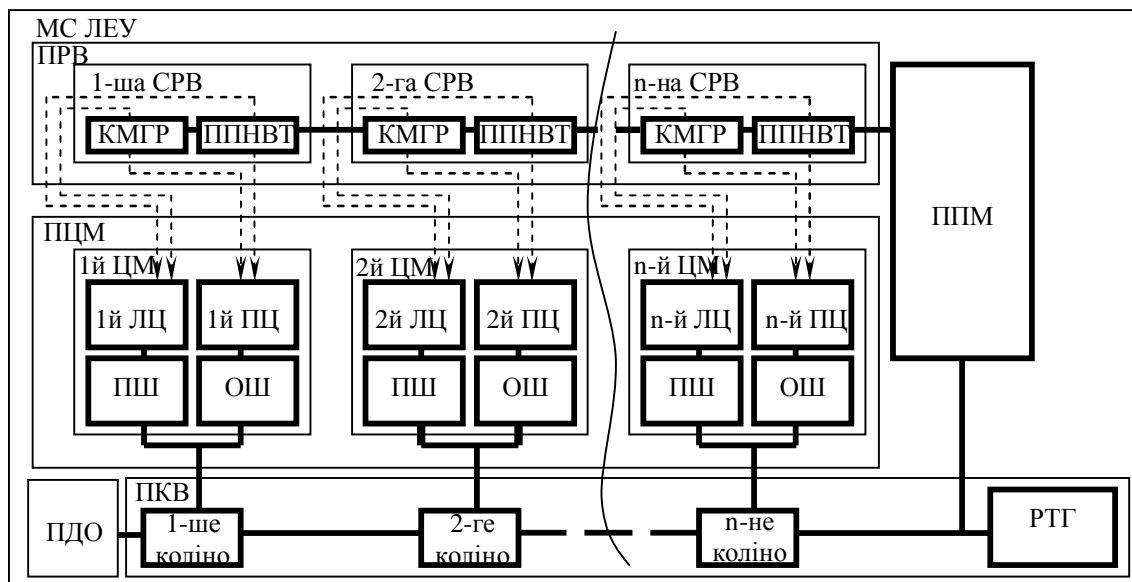 МС ЛЕУ
ПРВ
1-ша СРВ
2-га СРВ
n-на СРВ
КМГР
ППНВТ
КМГР
ППНВТ
КМГР
ППНВТ
ППМ
ПЦМ
1й ЦМ
2й ЦМ
n-й ЦМ
1й ЛЦ
1й ПЦ
2й ЛЦ
2й ПЦ
n-й ЛЦ
n-й ПЦ
ПШ
ОШ
ПШ
ОШ
ПШ
ОШ
ПКВ
ПДО
1-ше
коліно
2-ге
коліно
n-не
коліно
РТГ